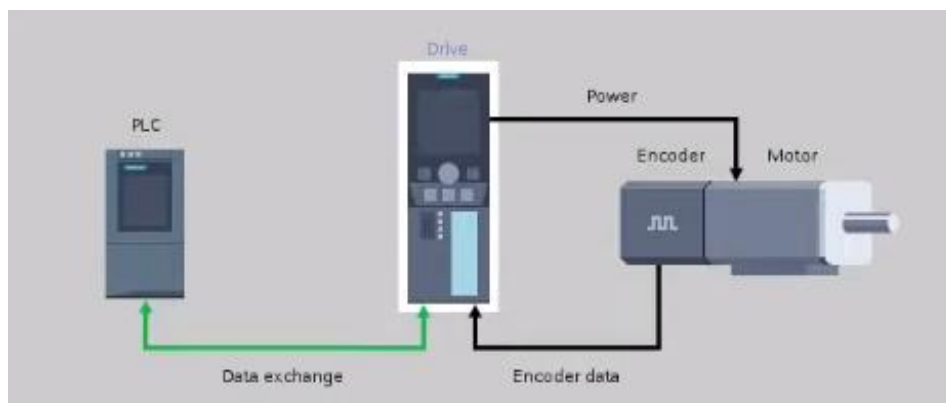 Drive
Power
PLC
Encoder
Motor
Data exchange
Encoder data